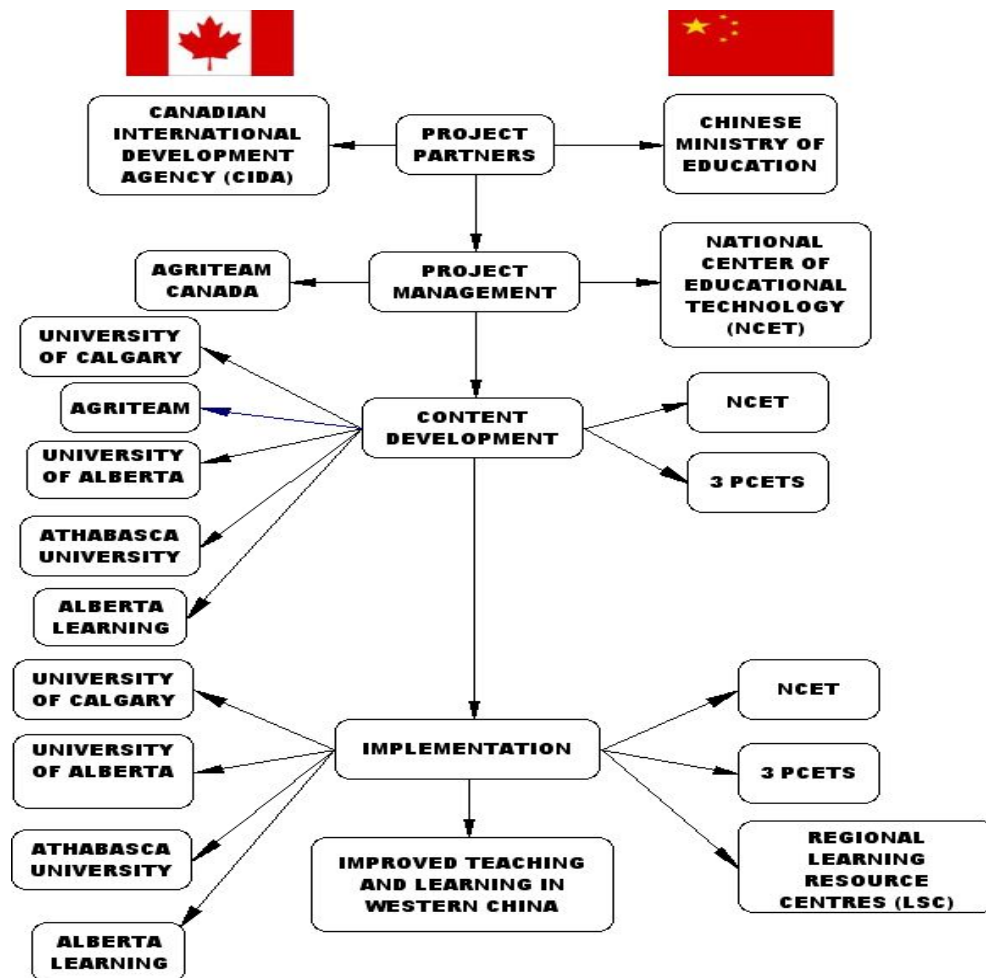 CANADIAN
INTERNATIONAL
DEVELOPMENT
AGENCY (CIDA)
PROJECT
PARTNERS
CHINESE
MINISTRY OF
EDUCATION
AGRITEAM
CANADA
PROJECT
MANAGEMENT
NATIONAL
CENTER OF
EDUCATIONAL
TECHNOLOGY
(NCET)
UNIVERSITY
OF CALGARY
AGRITEAM
UNIVERSITY
OF ALBERTA
ATHABASCA
UNIVERSITY
ALBERTA
LEARNING
CONTENT
DEVELOPMENT
NCET
3 PCETS
UNIVERSITY
OF CALGARY
UNIVERSITY
OF ALBERTA
ATHABASCA
UNIVERSITY
ALBERTA
LEARNING
IMPLEMENTATION
IMPROVED TEACHING
AND LEARNING IN
WESTERN CHINA
NCET
3 PCETS
REGIONAL
LEARNING
RESOURCE
CENTRES (LSC)